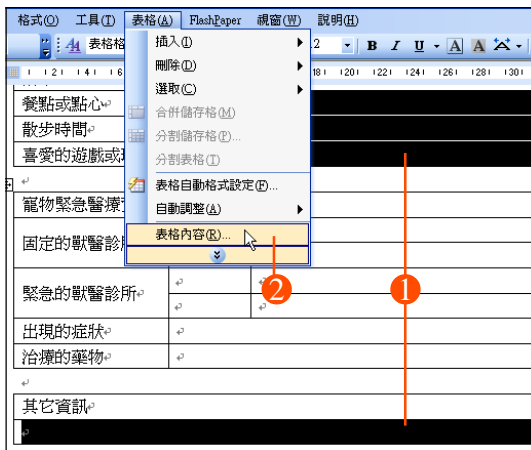 格式(O) 工具(T) 表格(A) FlashPaper 視窗(W) 說明(H)
表格格
插入(I)
刪除(D)
選取(C)
合併儲存格(M)
分割儲存格(P)...
分割表格(T)
表格自動格式設定(F)...
自動調整(A)
表格內容(R)...
B I U A A
餐點或點心
散步時間
喜愛的遊戲或
寵物緊急醫療
固定的獸醫診
緊急的獸醫診所
出現的症狀
治療的藥物
其它資訊
1
2